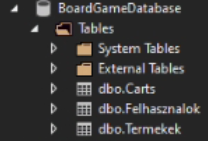 BoardGameDatabase
Tables
System Tables
External Tables
dbo.Carts
dbo.Felhasznalok
dbo.Termekek